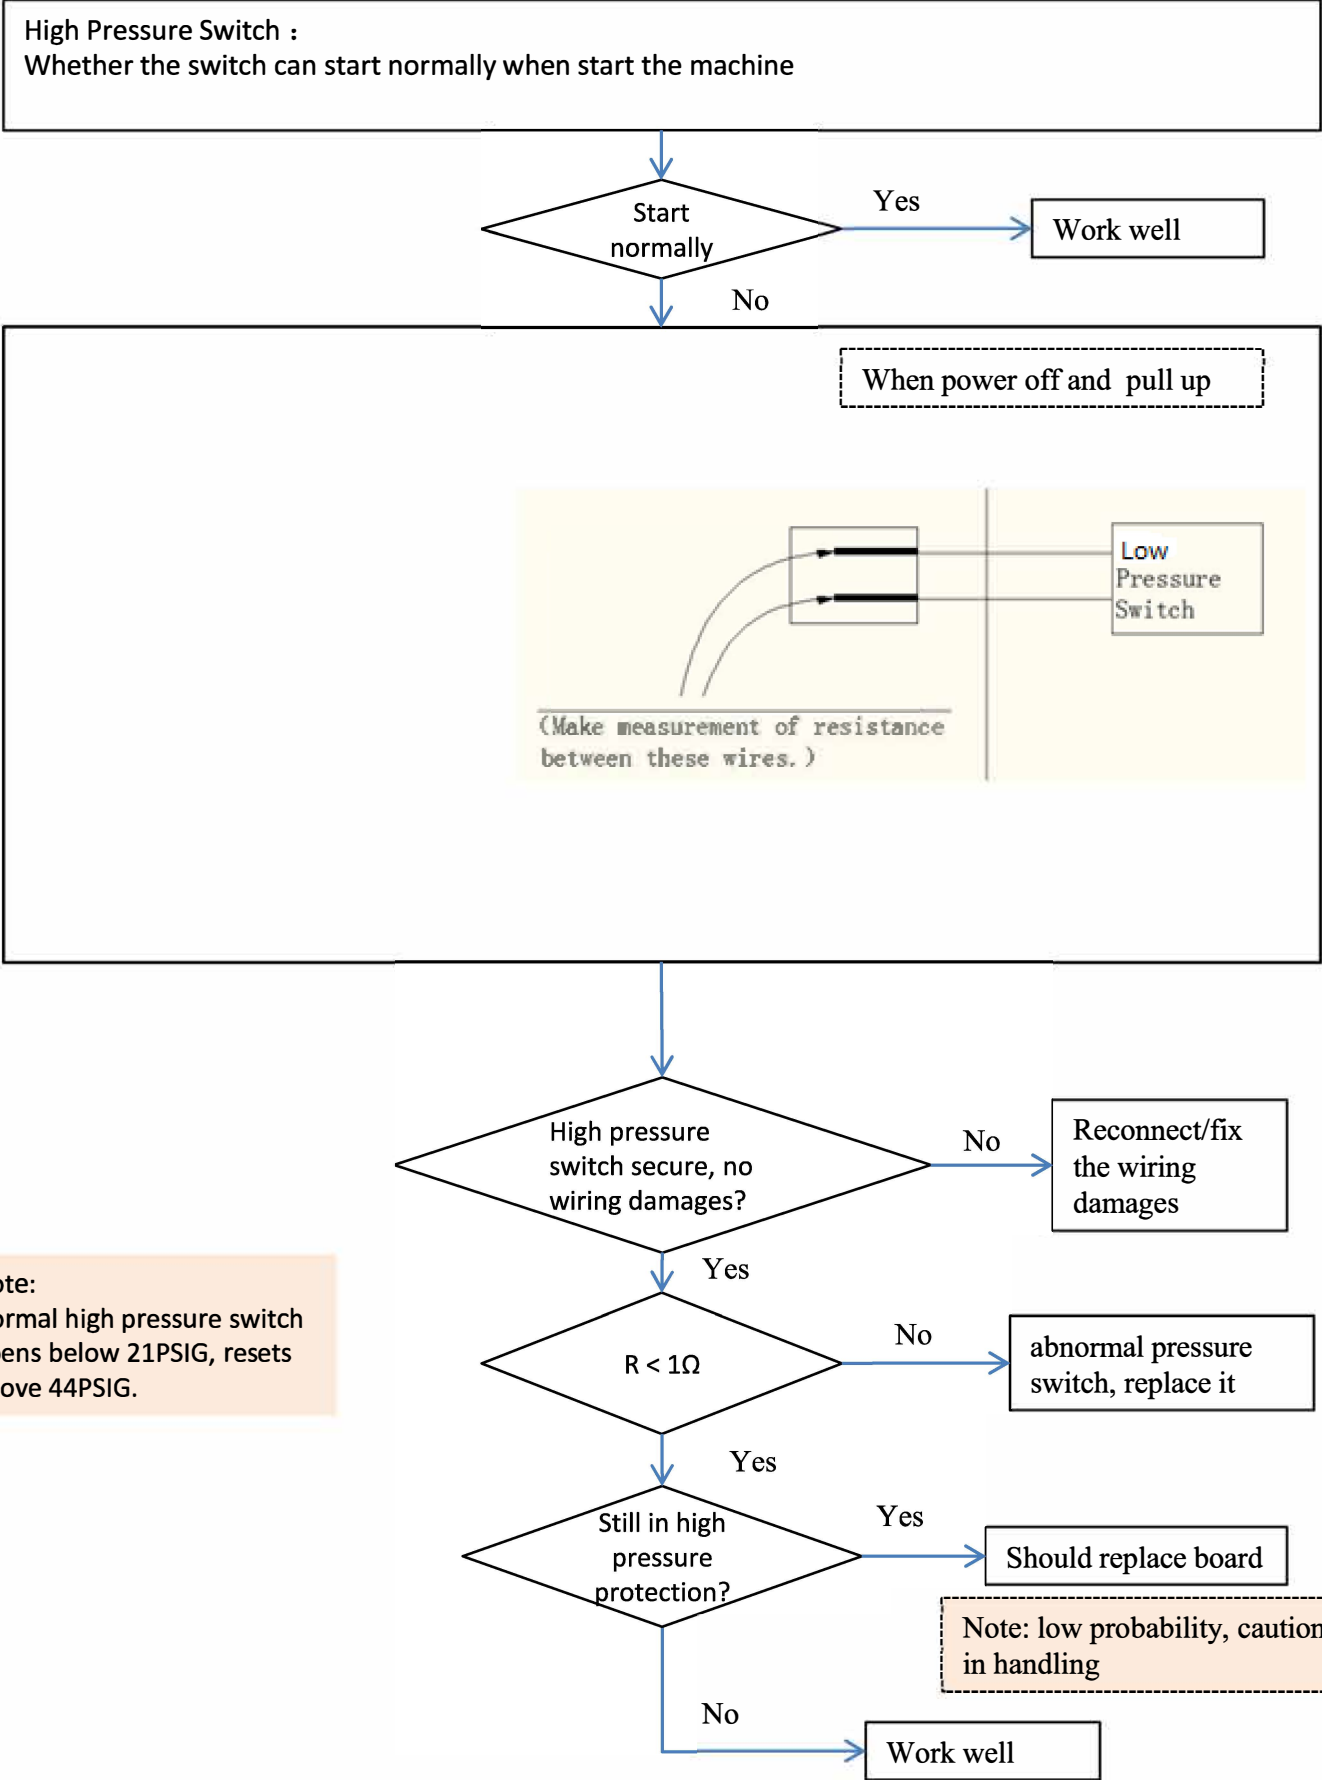 High Pressure Switch：
Whether the switch can start normally when start the machine
Start
normally
Yes
Work well
No
When power off and pull up
Low
Pressure
Switch
(Make measurement of resistance
between these wires.)
High pressure
switch secure, no
wiring damages?
No
Reconnect/fix
the wiring
damages
Yes
ote:
ormal high pressure switch
ens below 21PSIG, resets
ove 44PSIG.
R < 1Ω
No
abnormal pressure
switch, replace it
Yes
Still in high
pressure
protection?
Yes
Should replace board
Note: low probability, caution
in handling
No
Work well